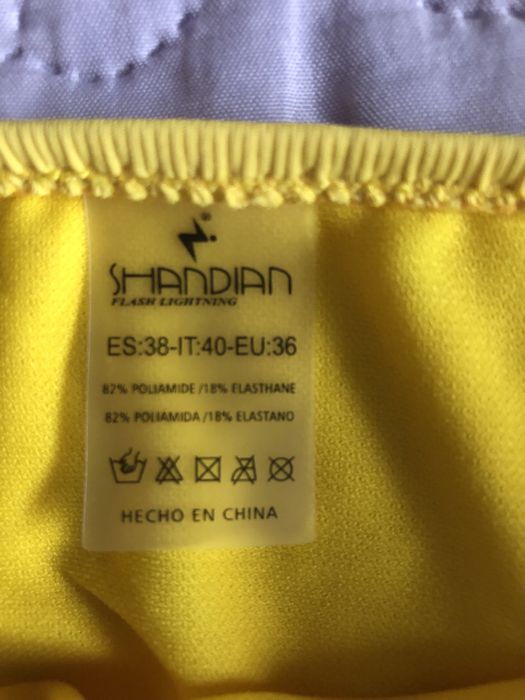 SHANDIAN
FLASH LIGHTNING
ES:38-IT:40-EU:36
82% POLIAMIDE /18% ELASTHANE
82% POLIAMIDA /18% ELASTANO
HECHO EN CHINA